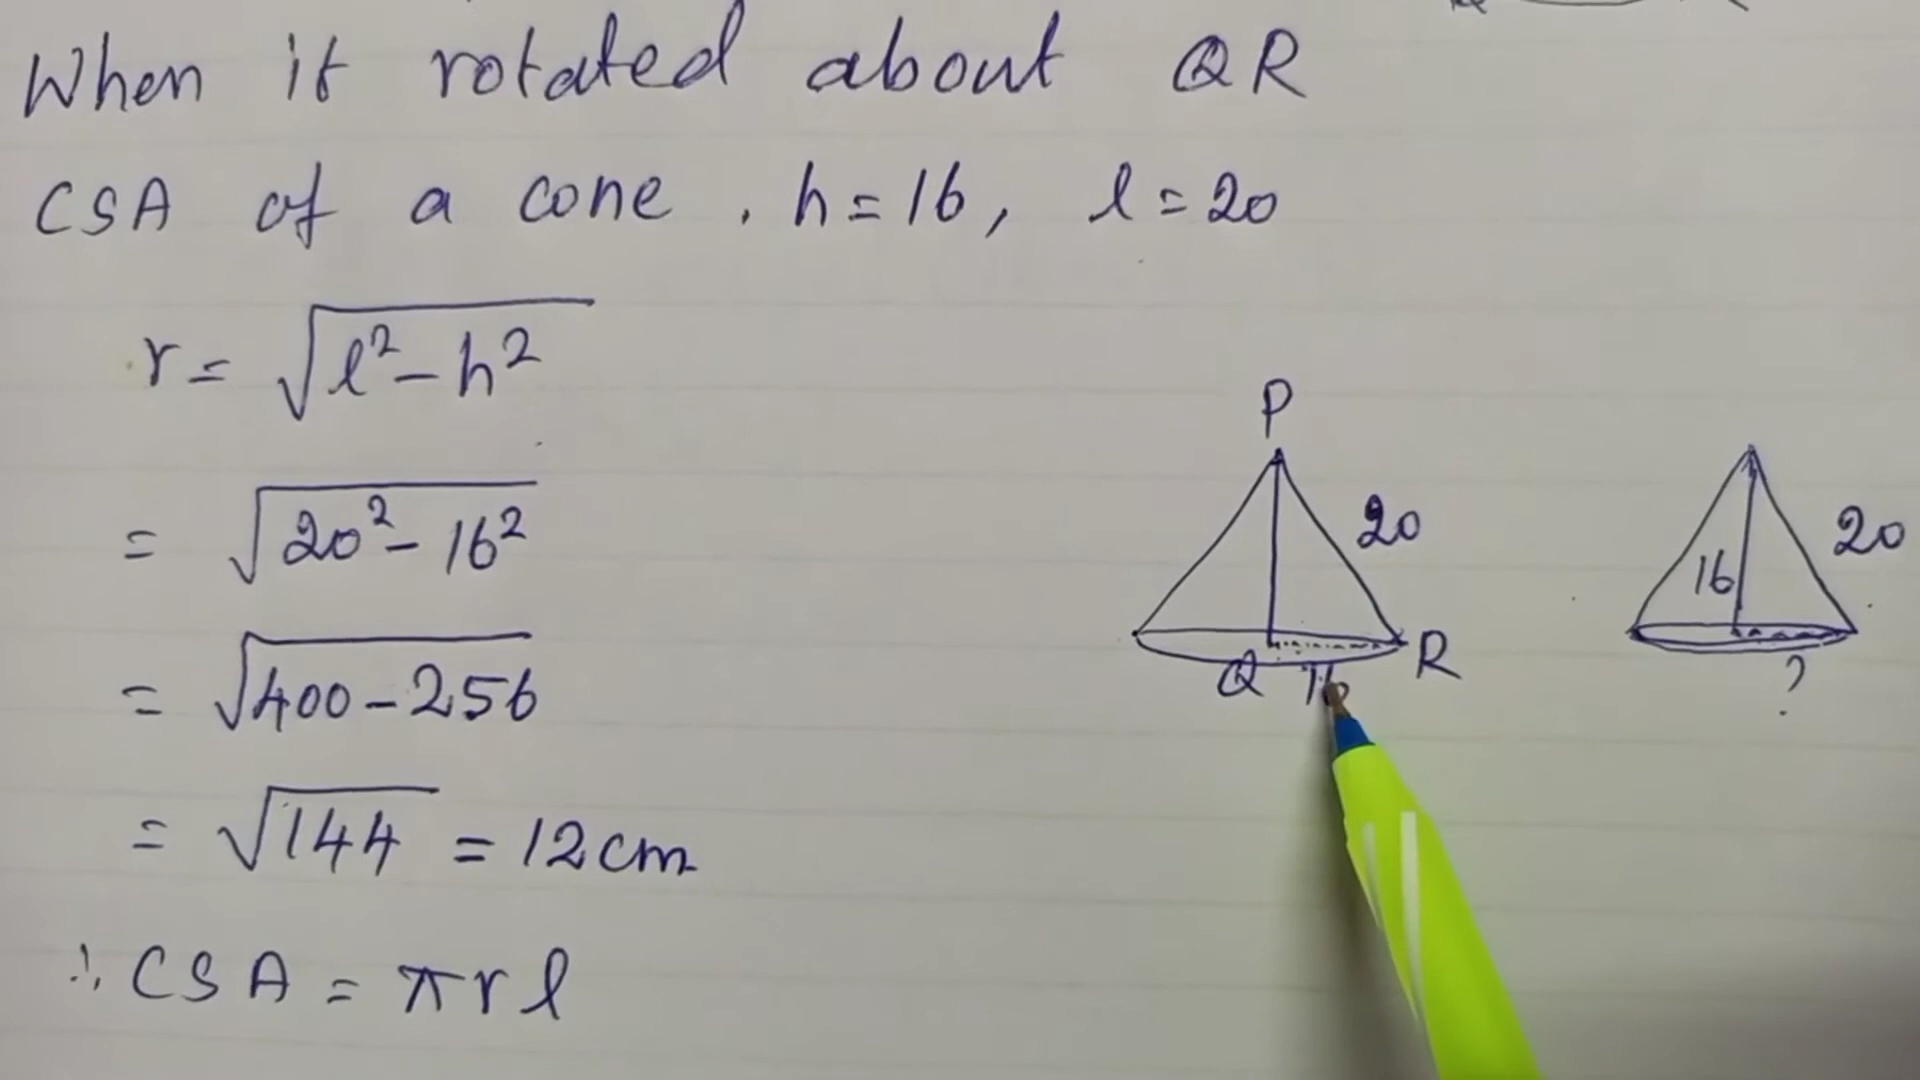 When it rotated about QR
CSA of a cone. h=16, l=20
r = √l²-h²
= √20²-16²
= √400-256
= √144 = 12cm
∴ CSA = πrl
P
20
Q 16 R
16
20
?